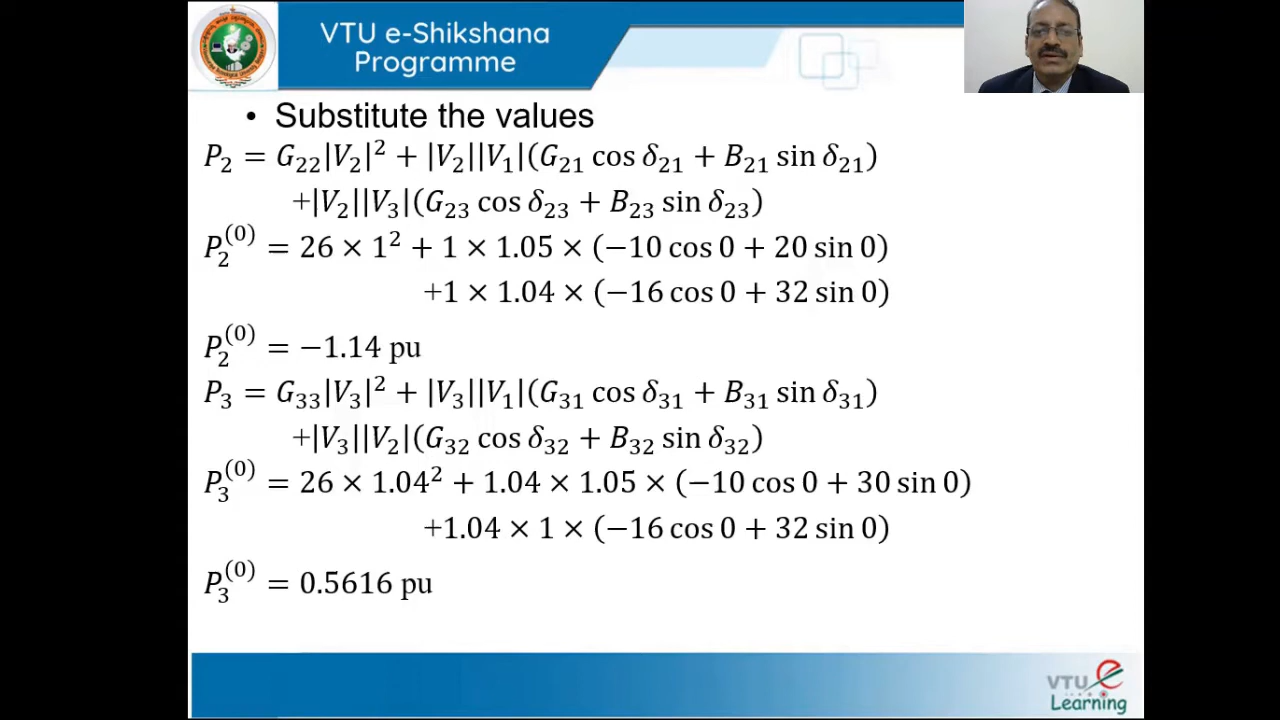 VTU e-Shikshana
Programme
• Substitute the values
P₂ = G₂₂|V₂|² + |V₂||V₁|(G₂₁ cos δ₂₁ + B₂₁ sin δ₂₁)
+|V₂||V₃|(G₂₃ cos δ₂₃ + B₂₃ sin δ₂₃)
P₂⁽⁰⁾ = 26 × 1² + 1 × 1.05 × (−10 cos 0 + 20 sin 0)
+1 × 1.04 × (−16 cos 0 + 32 sin 0)
P₂⁽⁰⁾ = −1.14 pu
P₃ = G₃₃|V₃|² + |V₃||V₁|(G₃₁ cos δ₃₁ + B₃₁ sin δ₃₁)
+|V₃||V₂|(G₃₂ cos δ₃₂ + B₃₂ sin δ₃₂)
P₃⁽⁰⁾ = 26 × 1.04² + 1.04 × 1.05 × (−10 cos 0 + 30 sin 0)
+1.04 × 1 × (−16 cos 0 + 32 sin 0)
P₃⁽⁰⁾ = 0.5616 pu
VTU e
Learning